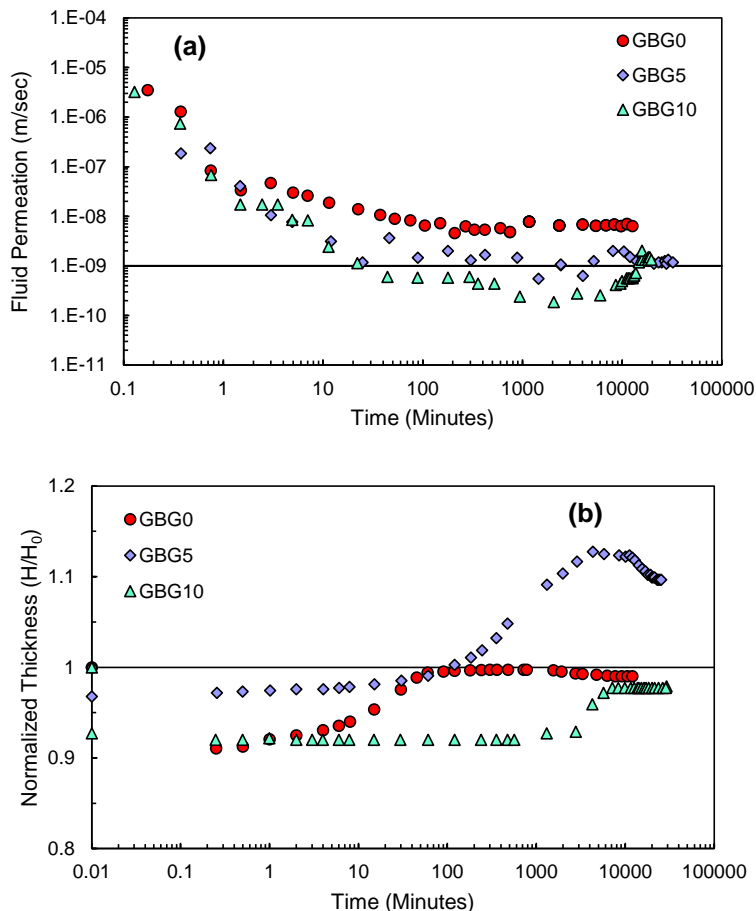 (a)
GBG0
GBG5
GBG10
Fluid Permeation (m/sec)
1.E-04
1.E-05
1.E-06
1.E-07
1.E-08
1.E-09
1.E-10
1.E-11
0.1 1 10 100 1000 10000 100000
Time (Minutes)
(b)
GBG0
GBG5
GBG10
Normalized Thickness (H/H₀)
1.2
1.1
1
0.9
0.8
0.01 0.1 1 10 100 1000 10000 100000
Time (Minutes)